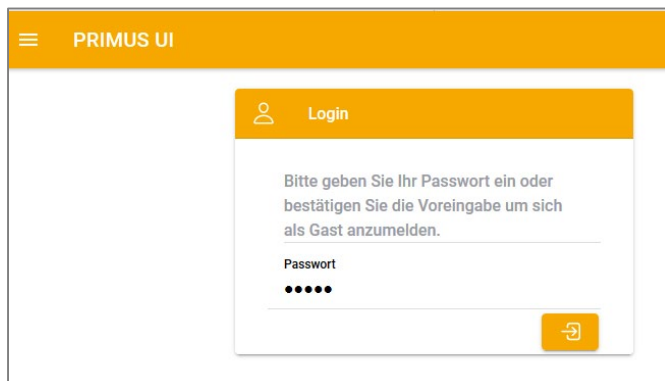 PRIMUS UI
Login
Bitte geben Sie Ihr Passwort ein oder
bestätigen Sie die Voreingabe um sich
als Gast anzumelden.
Passwort
●●●●●